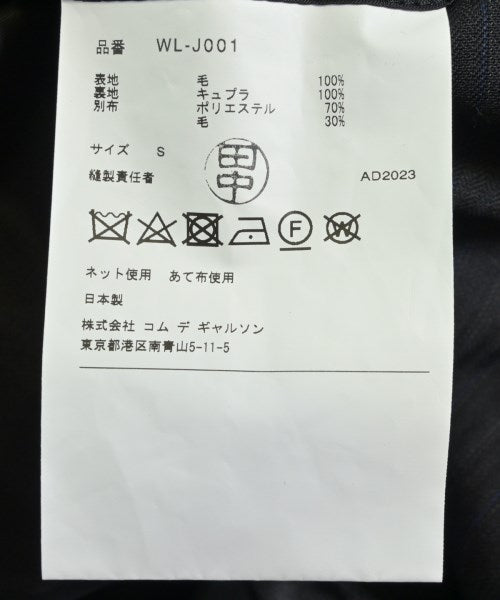 品番 WL-J001
表地 毛 100%
裏地 キュプラ 100%
別布 ポリエステル 70%
毛 30%
サイズ S
田中
縫製責任者 AD2023
F W
ネット使用 あて布使用
日本製
株式会社 コム デ ギャルソン
東京都港区南青山5-11-5